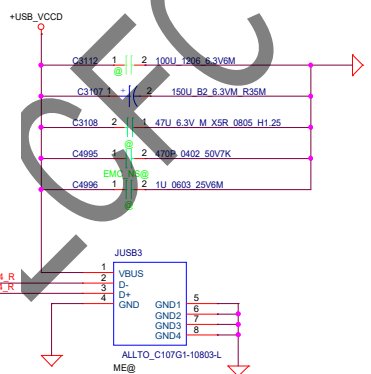 +USB_VCCD
C3112 1 2 100U_1206_6.3V6M
@
C3107 1 + 2 150U_B2_6.3VM_R35M
C3108 2 1 47U_6.3V_M_X5R_0805_H1.25
@
C4995 1 2 470P_0402_50V7K
EMC_NS@
C4996 1 2 1U_0603_25V6M
@
JUSB3
1 VBUS
4_R 2 D-
4_R 3 D+
4 GND GND1 5
GND2 6
GND3 7
GND4 8
ALLTO_C107G1-10803-L
ME@